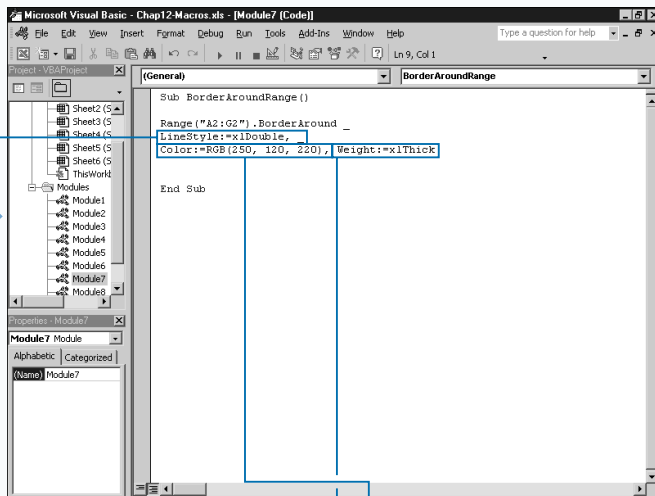 Microsoft Visual Basic - Chap12-Macros.xls - [Module7 (Code)]
File Edit View Insert Format Debug Run Tools Add-Ins Window Help
Type a question for help
Ln 9, Col 1
Project - VBAProject
(General)
BorderAroundRange
Sheet2 (S
Sheet3 (S
Sheet4 (S
Sheet5 (S
Sheet6 (S
ThisWorkl
Modules
Module1
Module2
Module3
Module4
Module5
Module6
Module7
Module8
Sub BorderAroundRange()
Range("A2:G2").BorderAround _
LineStyle:=xlDouble, _
Color:=RGB(250, 120, 220), Weight:=xlThick
End Sub
Properties - Module7
Module7 Module
Alphabetic Categorized
(Name) Module7